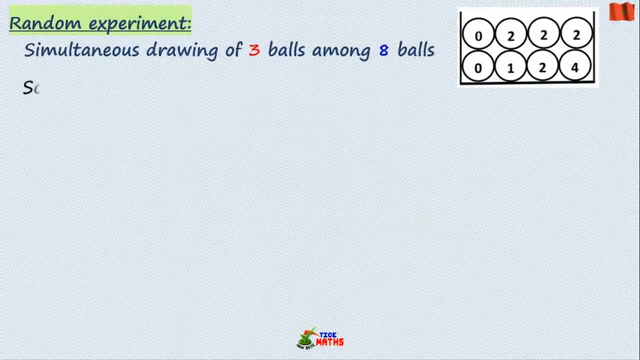 Random experiment:
Simultaneous drawing of 3 balls among 8 balls
0 2 2 2
0 1 2 4
So
TICE
MATHS